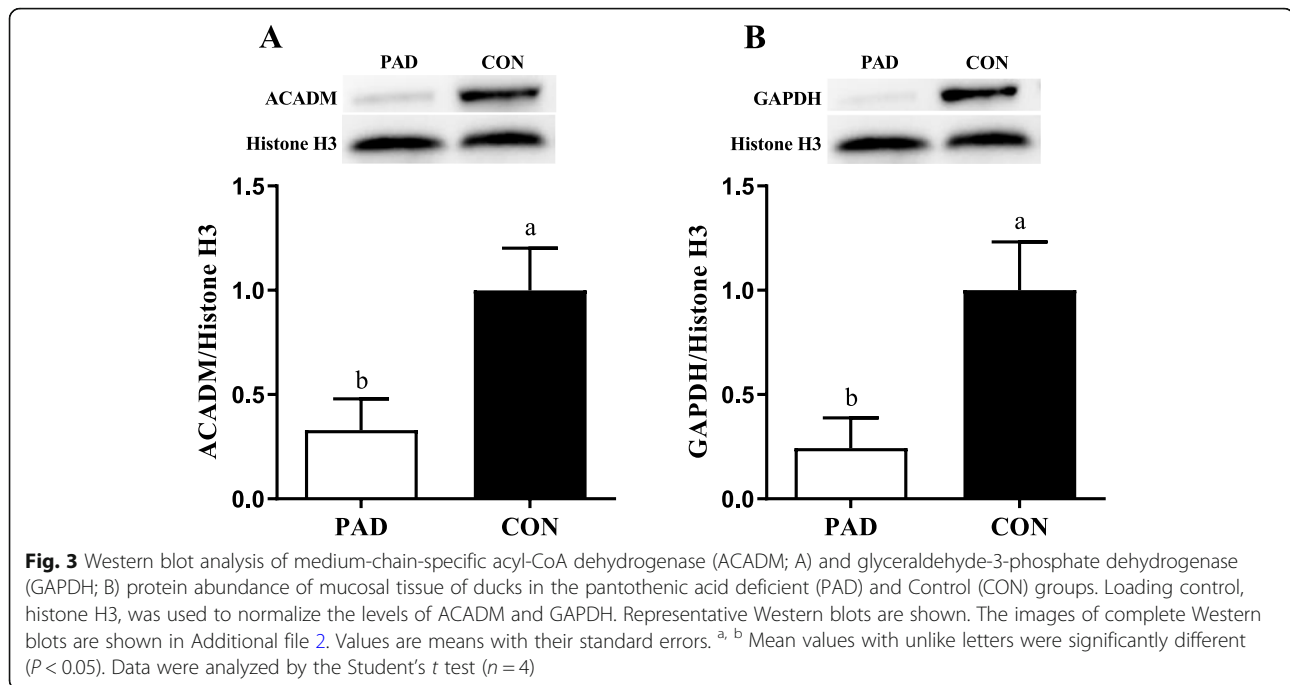 A
PAD CON
ACADM
Histone H3
ACADM/Histone H3
1.5
1.0
0.5
0.0
b
a
PAD CON
B
PAD CON
GAPDH
Histone H3
GAPDH/Histone H3
1.5
1.0
0.5
0.0
b
a
PAD CON
Fig. 3 Western blot analysis of medium-chain-specific acyl-CoA dehydrogenase (ACADM; A) and glyceraldehyde-3-phosphate dehydrogenase
(GAPDH; B) protein abundance of mucosal tissue of ducks in the pantothenic acid deficient (PAD) and Control (CON) groups. Loading control,
histone H3, was used to normalize the levels of ACADM and GAPDH. Representative Western blots are shown. The images of complete Western
blots are shown in Additional file 2. Values are means with their standard errors. a, b Mean values with unlike letters were significantly different
(P < 0.05). Data were analyzed by the Student's t test (n = 4)